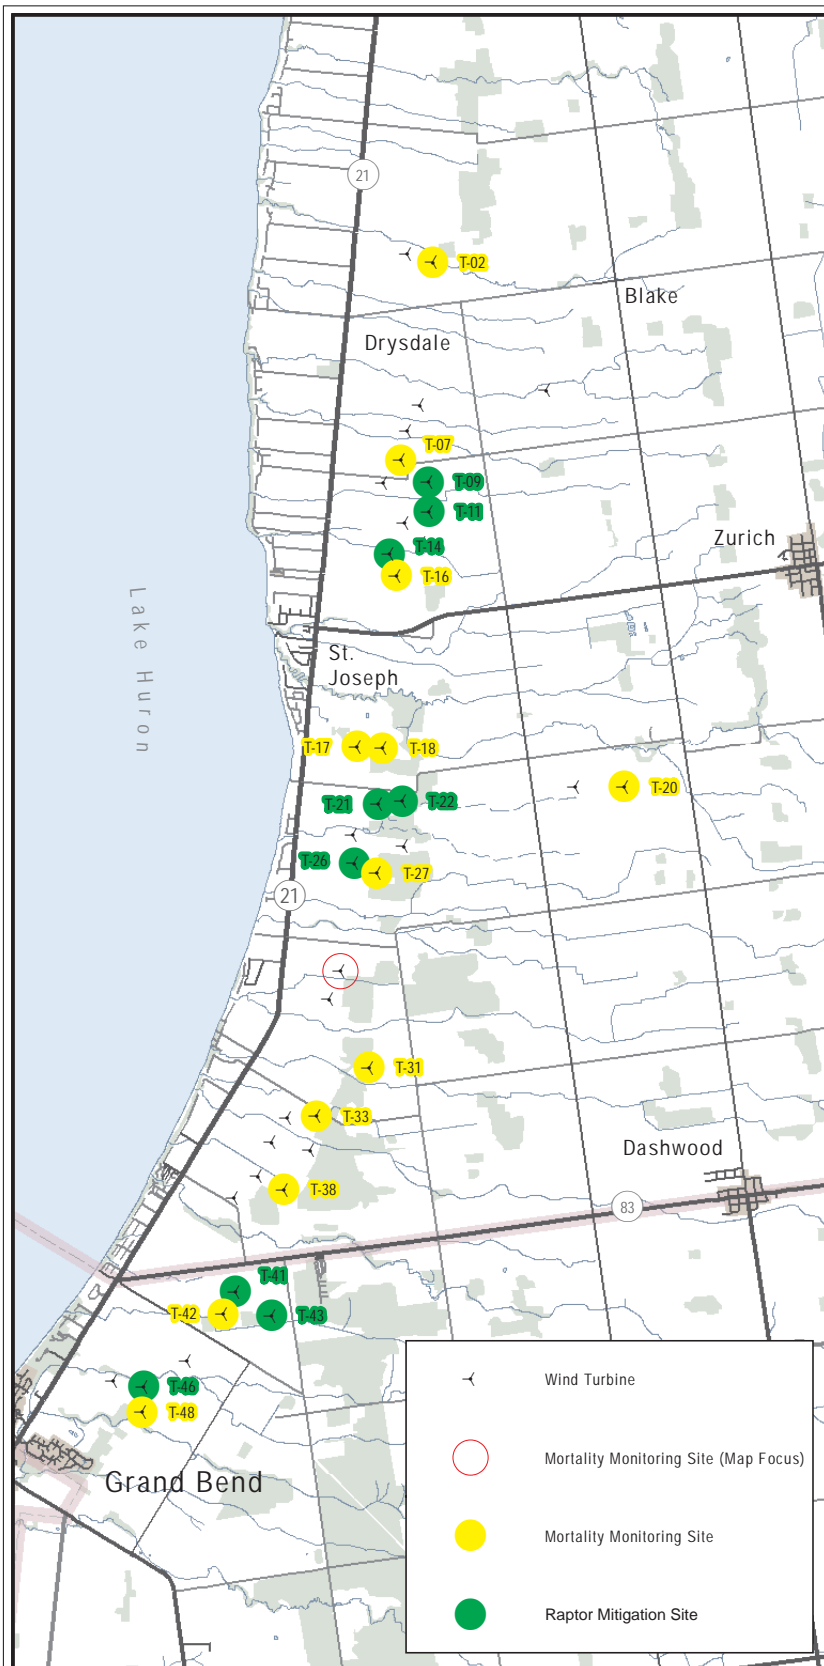 21
T-02
Blake
Drysdale
T-07
T-09
T-11
Zurich
T-14
T-16
Lake Huron
St.
Joseph
T-17
T-18
T-20
T-21
T-22
T-26
T-27
21
T-31
T-33
Dashwood
T-38
83
T-41
T-42
T-43
T-46
T-48
Grand Bend
Wind Turbine
Mortality Monitoring Site (Map Focus)
Mortality Monitoring Site
Raptor Mitigation Site